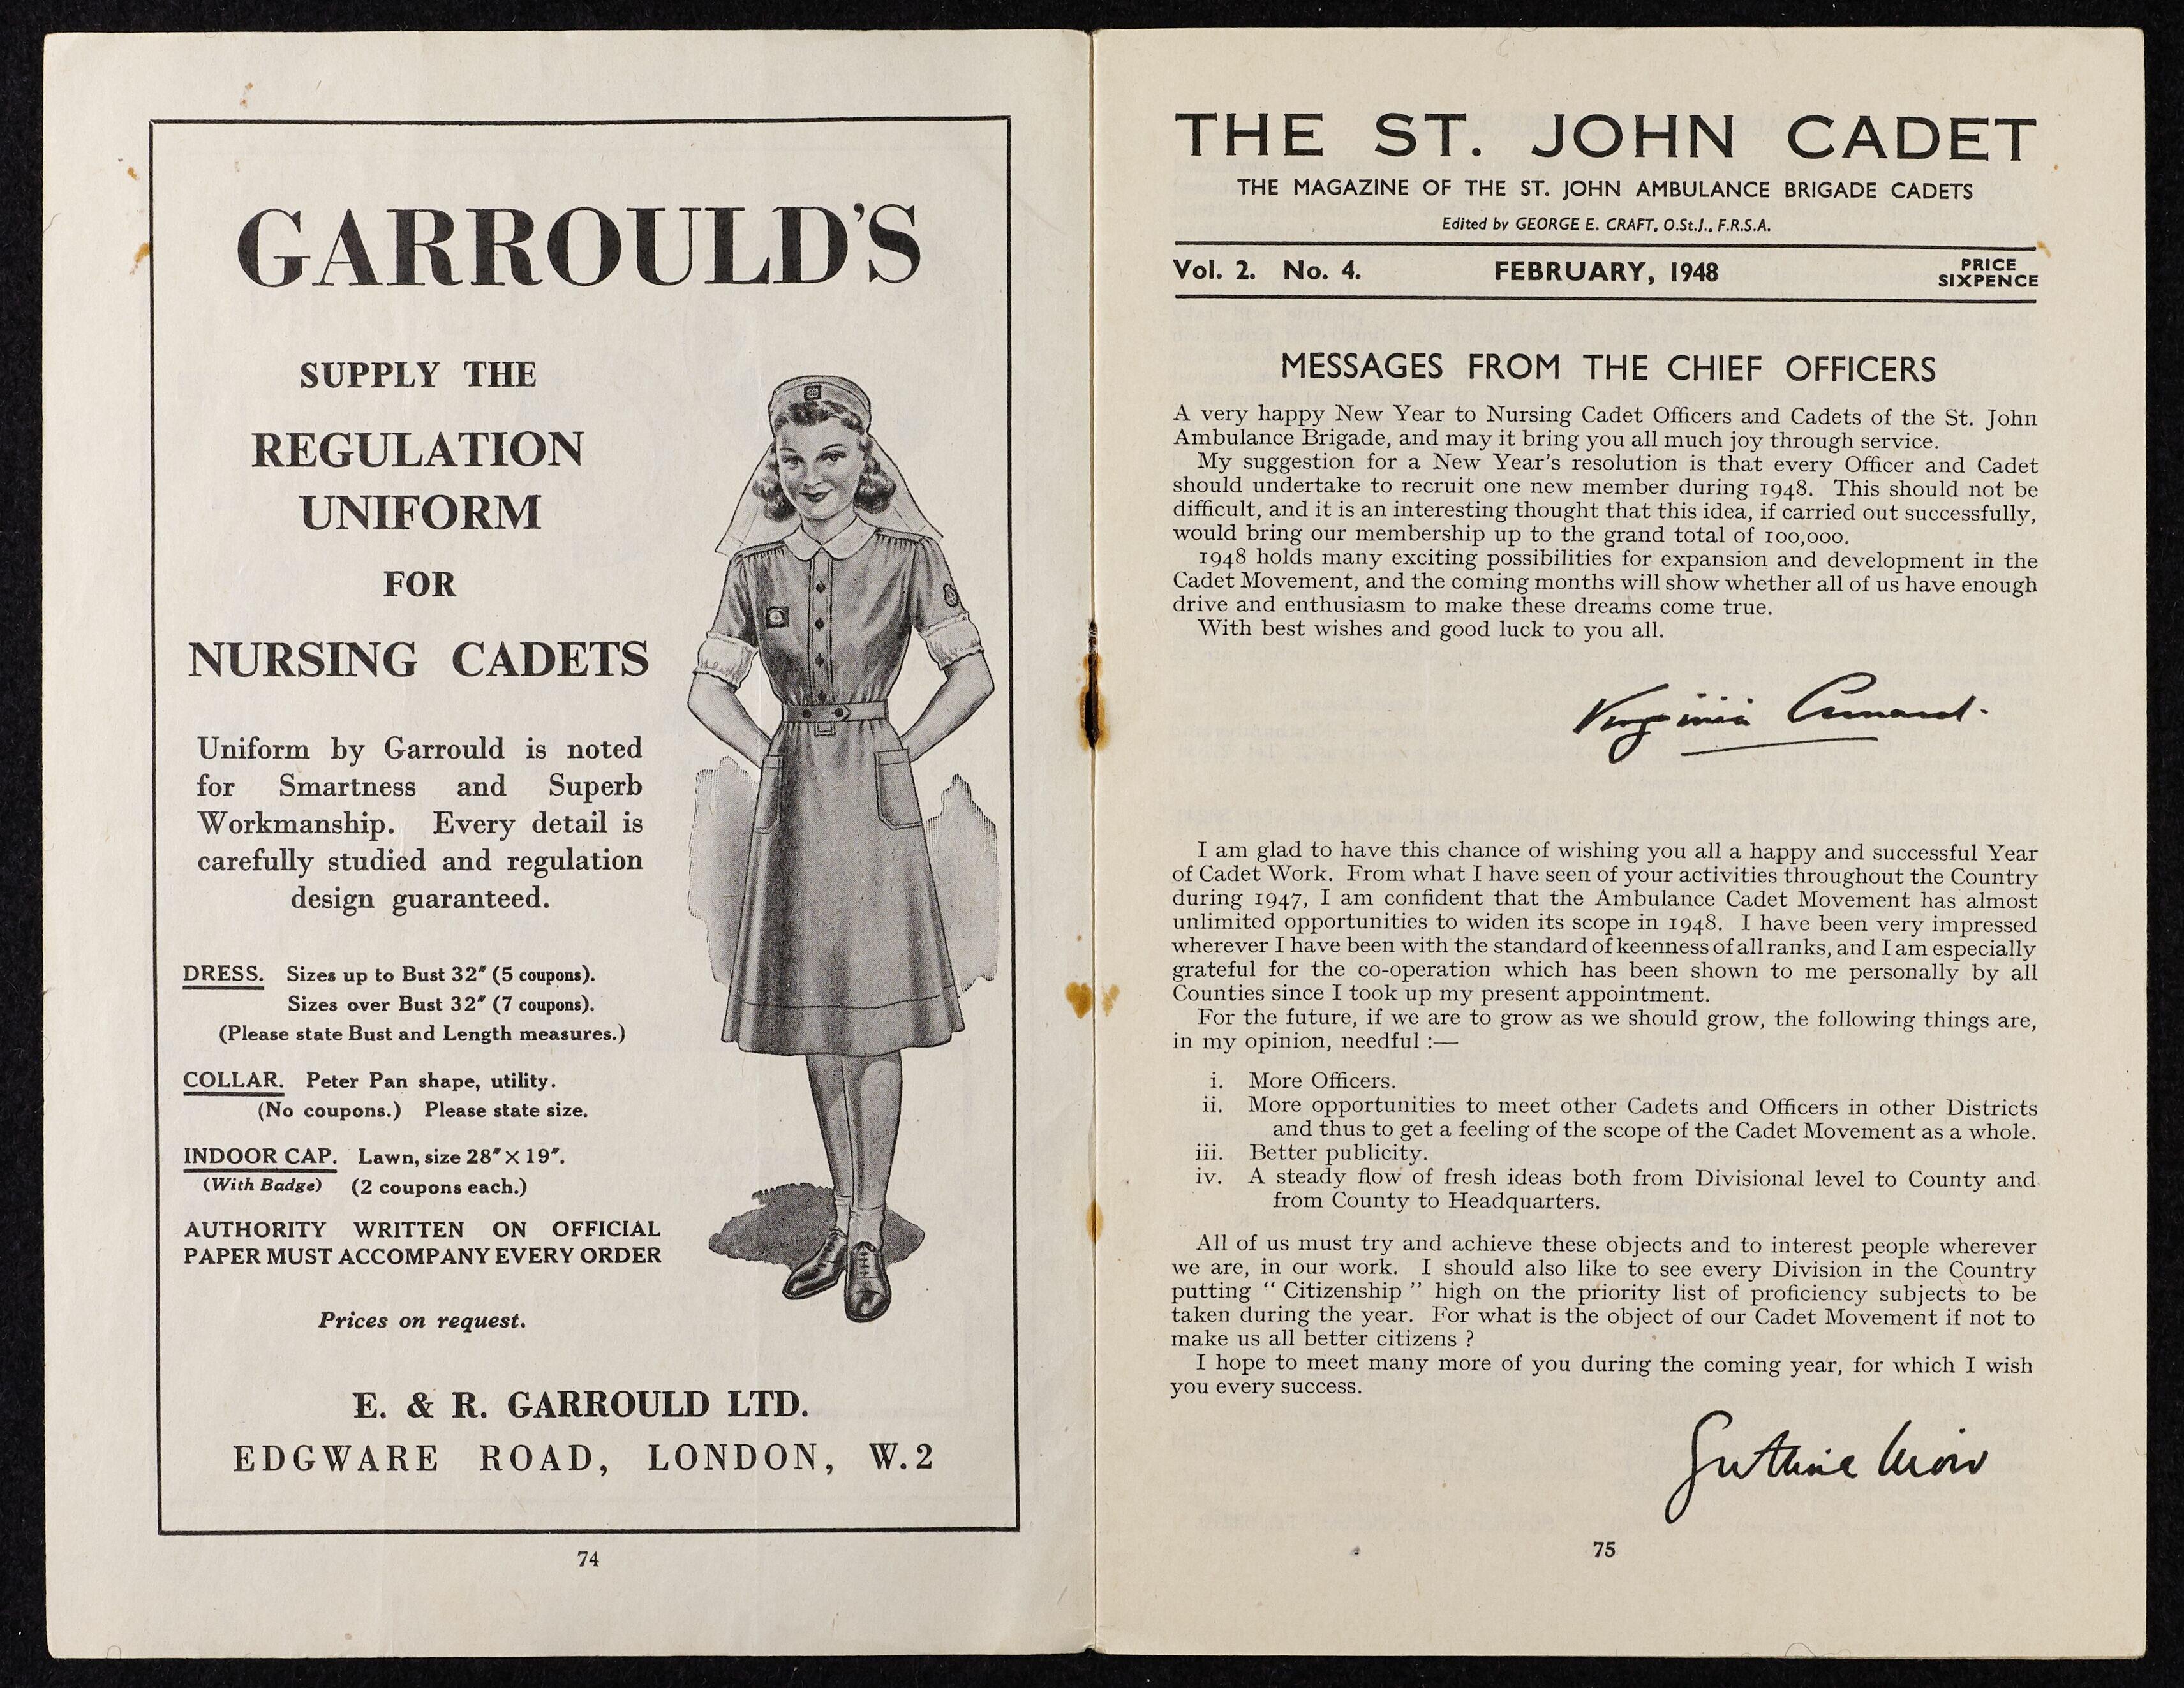 GARROULD'S
SUPPLY THE
REGULATION
UNIFORM
FOR
NURSING CADETS
Uniform by Garrould is noted
for Smartness and Superb
Workmanship. Every detail is
carefully studied and regulation
design guaranteed.
DRESS. Sizes up to Bust 32″ (5 coupons).
Sizes over Bust 32″ (7 coupons).
(Please state Bust and Length measures.)
COLLAR. Peter Pan shape, utility.
(No coupons.) Please state size.
INDOOR CAP. Lawn, size 28″ × 19″.
(With Badge) (2 coupons each.)
AUTHORITY WRITTEN ON OFFICIAL
PAPER MUST ACCOMPANY EVERY ORDER
Prices on request.
E. & R. GARROULD LTD.
EDGWARE ROAD, LONDON, W.2
74
THE ST. JOHN CADET
THE MAGAZINE OF THE ST. JOHN AMBULANCE BRIGADE CADETS
Edited by GEORGE E. CRAFT, O.St.J., F.R.S.A.
Vol. 2. No. 4. FEBRUARY, 1948 PRICE
SIXPENCE
MESSAGES FROM THE CHIEF OFFICERS
A very happy New Year to Nursing Cadet Officers and Cadets of the St. John
Ambulance Brigade, and may it bring you all much joy through service.
My suggestion for a New Year's resolution is that every Officer and Cadet
should undertake to recruit one new member during 1948. This should not be
difficult, and it is an interesting thought that this idea, if carried out successfully,
would bring our membership up to the grand total of 100,000.
1948 holds many exciting possibilities for expansion and development in the
Cadet Movement, and the coming months will show whether all of us have enough
drive and enthusiasm to make these dreams come true.
With best wishes and good luck to you all.
Virginia Cunard.
I am glad to have this chance of wishing you all a happy and successful Year
of Cadet Work. From what I have seen of your activities throughout the Country
during 1947, I am confident that the Ambulance Cadet Movement has almost
unlimited opportunities to widen its scope in 1948. I have been very impressed
wherever I have been with the standard of keenness of all ranks, and I am especially
grateful for the co-operation which has been shown to me personally by all
Counties since I took up my present appointment.
For the future, if we are to grow as we should grow, the following things are,
in my opinion, needful :—
i. More Officers.
ii. More opportunities to meet other Cadets and Officers in other Districts
and thus to get a feeling of the scope of the Cadet Movement as a whole.
iii. Better publicity.
iv. A steady flow of fresh ideas both from Divisional level to County and
from County to Headquarters.
All of us must try and achieve these objects and to interest people wherever
we are, in our work. I should also like to see every Division in the Country
putting “ Citizenship ” high on the priority list of proficiency subjects to be
taken during the year. For what is the object of our Cadet Movement if not to
make us all better citizens ?
I hope to meet many more of you during the coming year, for which I wish
you every success.
Guthrie Moir
75